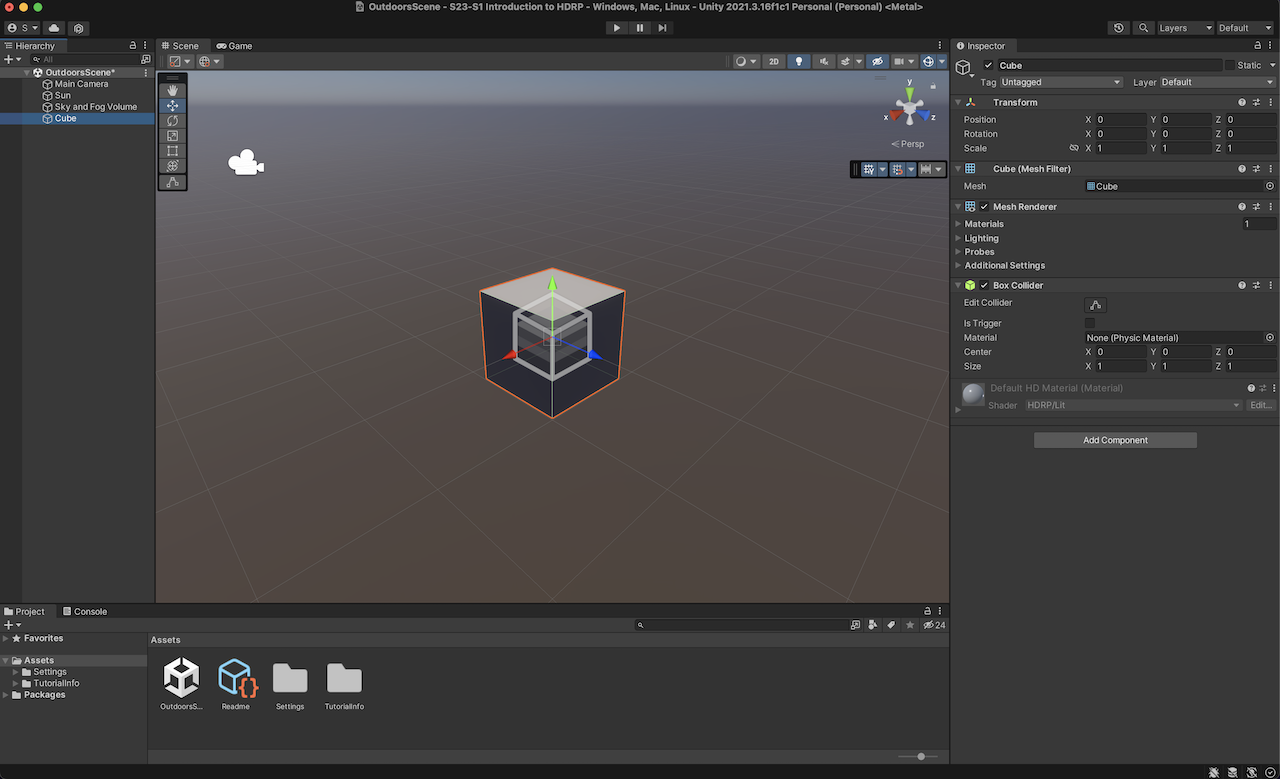 OutdoorsScene - S23-S1 Introduction to HDRP - Windows, Mac, Linux - Unity 2021.3.16f1c1 Personal (Personal) <Metal>
S
Layers
Default
Hierarchy
All
OutdoorsScene*
Main Camera
Sun
Sky and Fog Volume
Cube
Scene
Game
2D
y
x
z
Persp
Inspector
Cube
Static
Tag Untagged
Layer Default
Transform
Position X 0 Y 0 Z 0
Rotation X 0 Y 0 Z 0
Scale X 1 Y 1 Z 1
Cube (Mesh Filter)
Mesh Cube
Mesh Renderer
Materials 1
Lighting
Probes
Additional Settings
Box Collider
Edit Collider
Is Trigger
Material None (Physic Material)
Center X 0 Y 0 Z 0
Size X 1 Y 1 Z 1
Default HD Material (Material)
Shader HDRP/Lit Edit...
Add Component
Project
Console
24
Favorites
Assets
Settings
TutorialInfo
Packages
Assets
OutdoorsS...
Readme
Settings
TutorialInfo